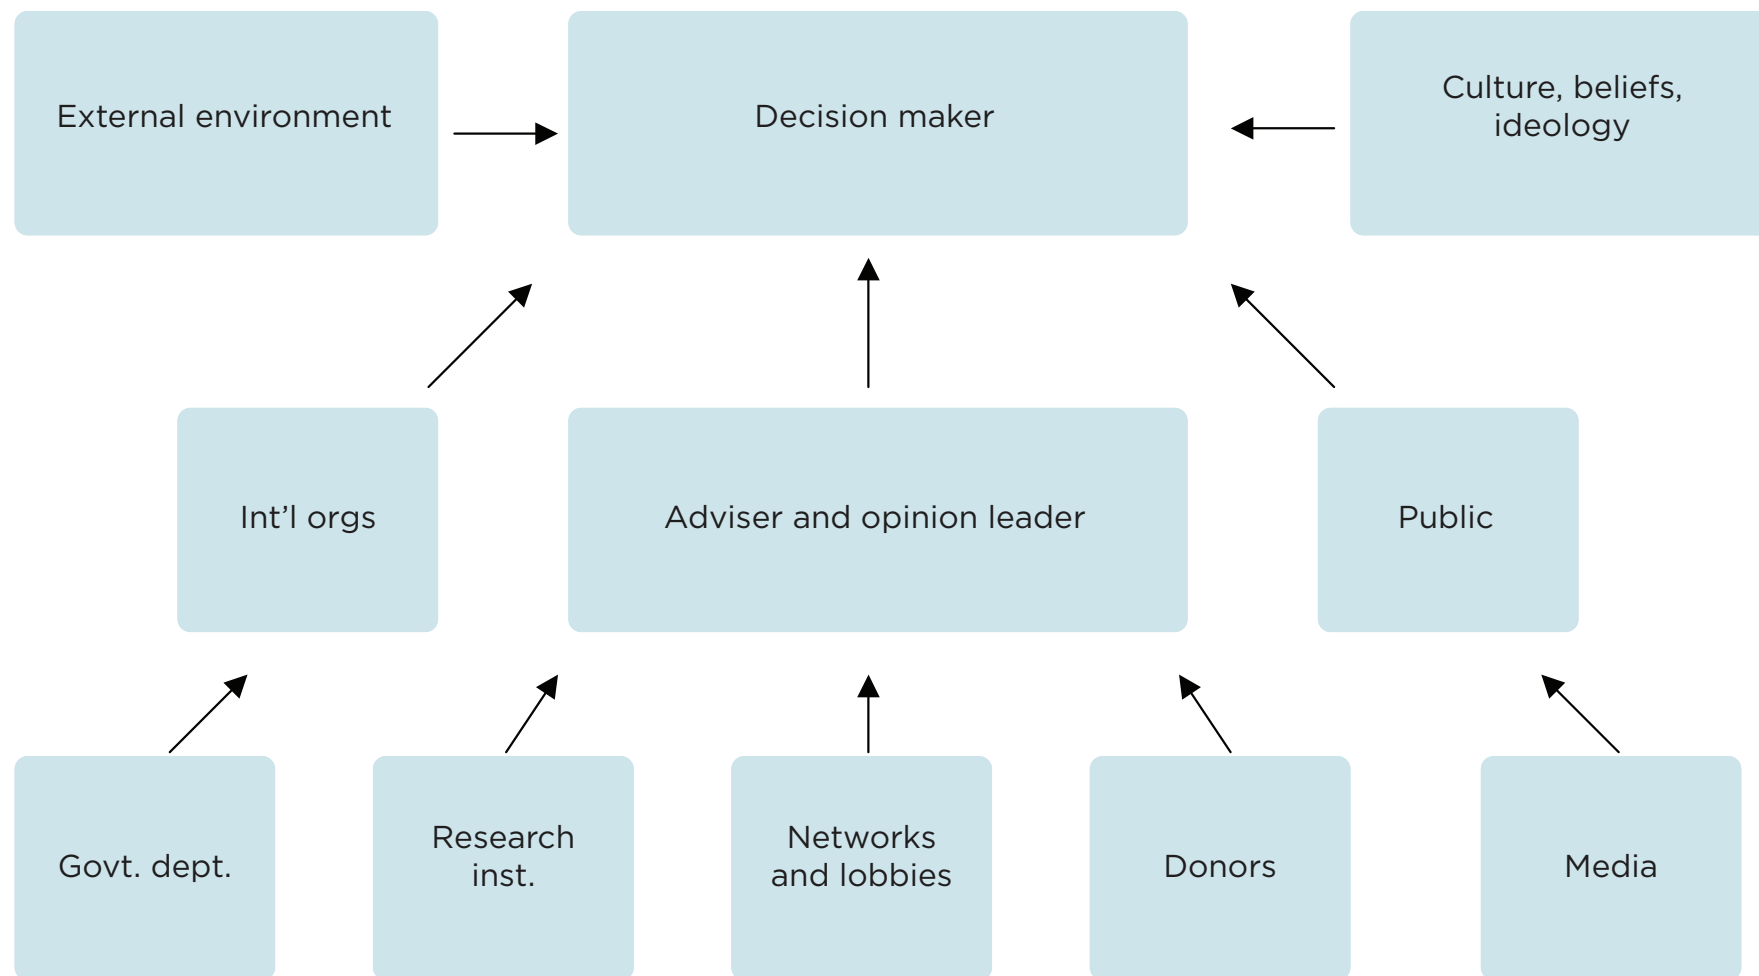 External environment
Decision maker
Culture, beliefs,
ideology
Int’l orgs
Adviser and opinion leader
Public
Govt. dept.
Research
inst.
Networks
and lobbies
Donors
Media